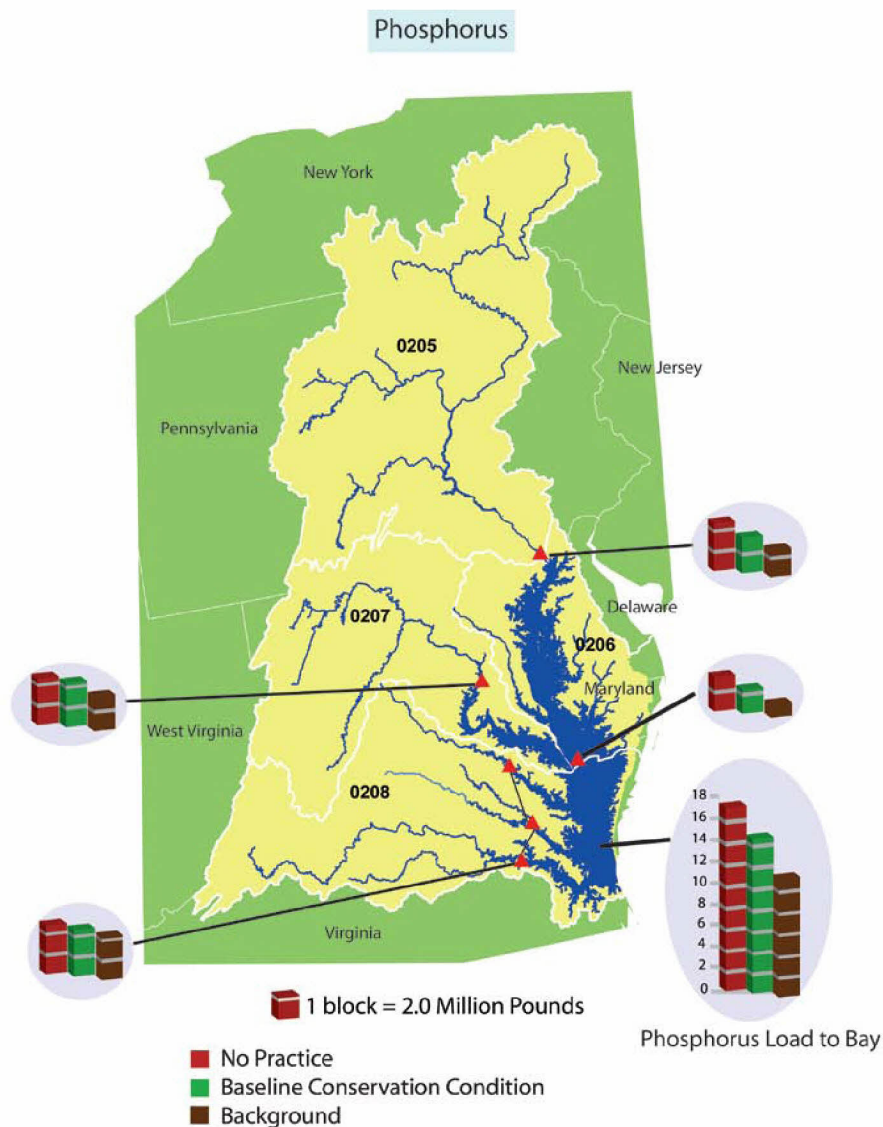 Phosphorus
New York
0205
New Jersey
Pennsylvania
Delaware
0207
0206
Maryland
West Virginia
0208
18
16
14
12
10
8
6
4
2
0
Virginia
1 block = 2.0 Million Pounds
Phosphorus Load to Bay
No Practice
Baseline Conservation Condition
Background